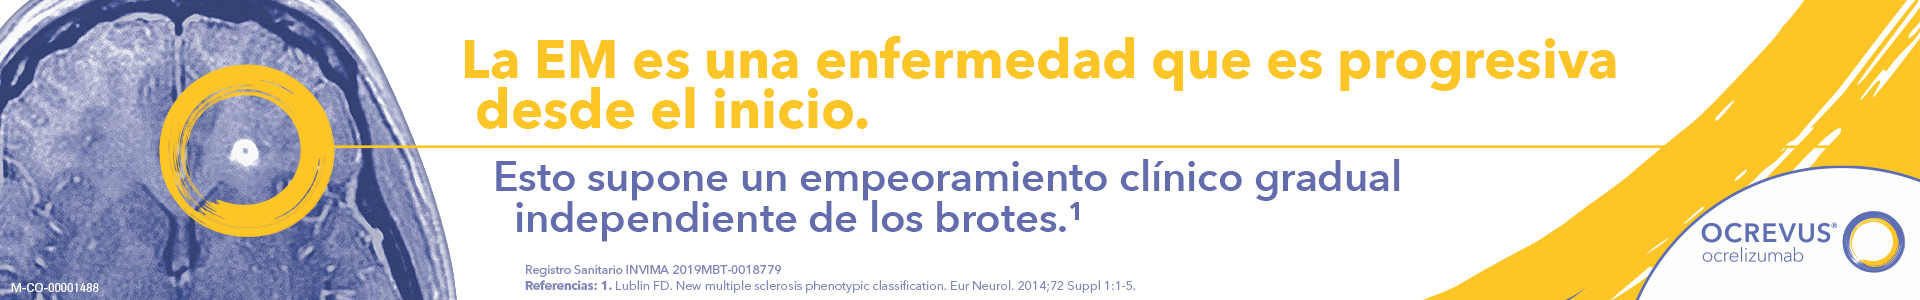 La EM es una enfermedad que es progresiva
desde el inicio.
Esto supone un empeoramiento clínico gradual
independiente de los brotes.¹
OCREVUS®
ocrelizumab
Registro Sanitario INVIMA 2019MBT-0018779
Referencias: 1. Lublin FD. New multiple sclerosis phenotypic classification. Eur Neurol. 2014;72 Suppl 1:1-5.
M-CO-00001488